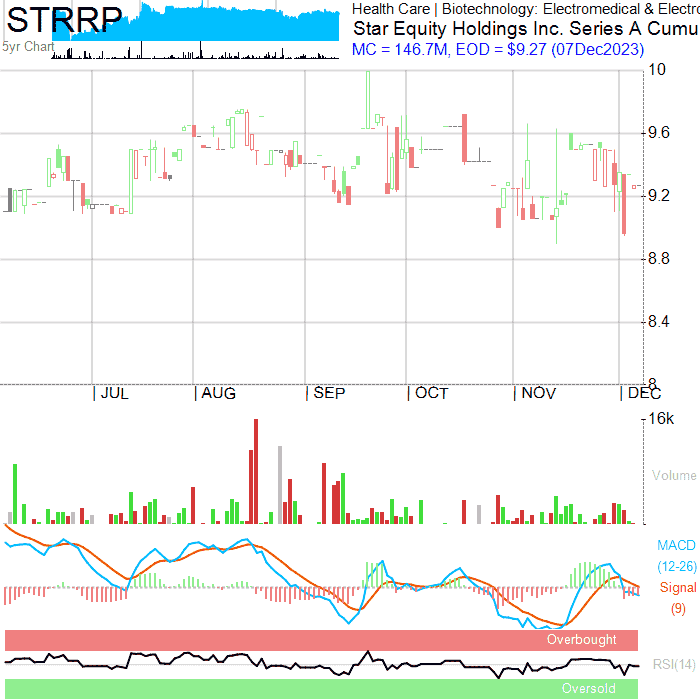 STRRP
5yr Chart
Health Care | Biotechnology: Electromedical & Electro
Star Equity Holdings Inc. Series A Cumu
MC = 146.7M, EOD = $9.27 (07Dec2023)
10
9.6
9.2
8.8
8.4
8
JUL AUG SEP OCT NOV DEC
16k
Volume
MACD
(12-26)
Signal
(9)
Overbought
RSI(14)
Oversold